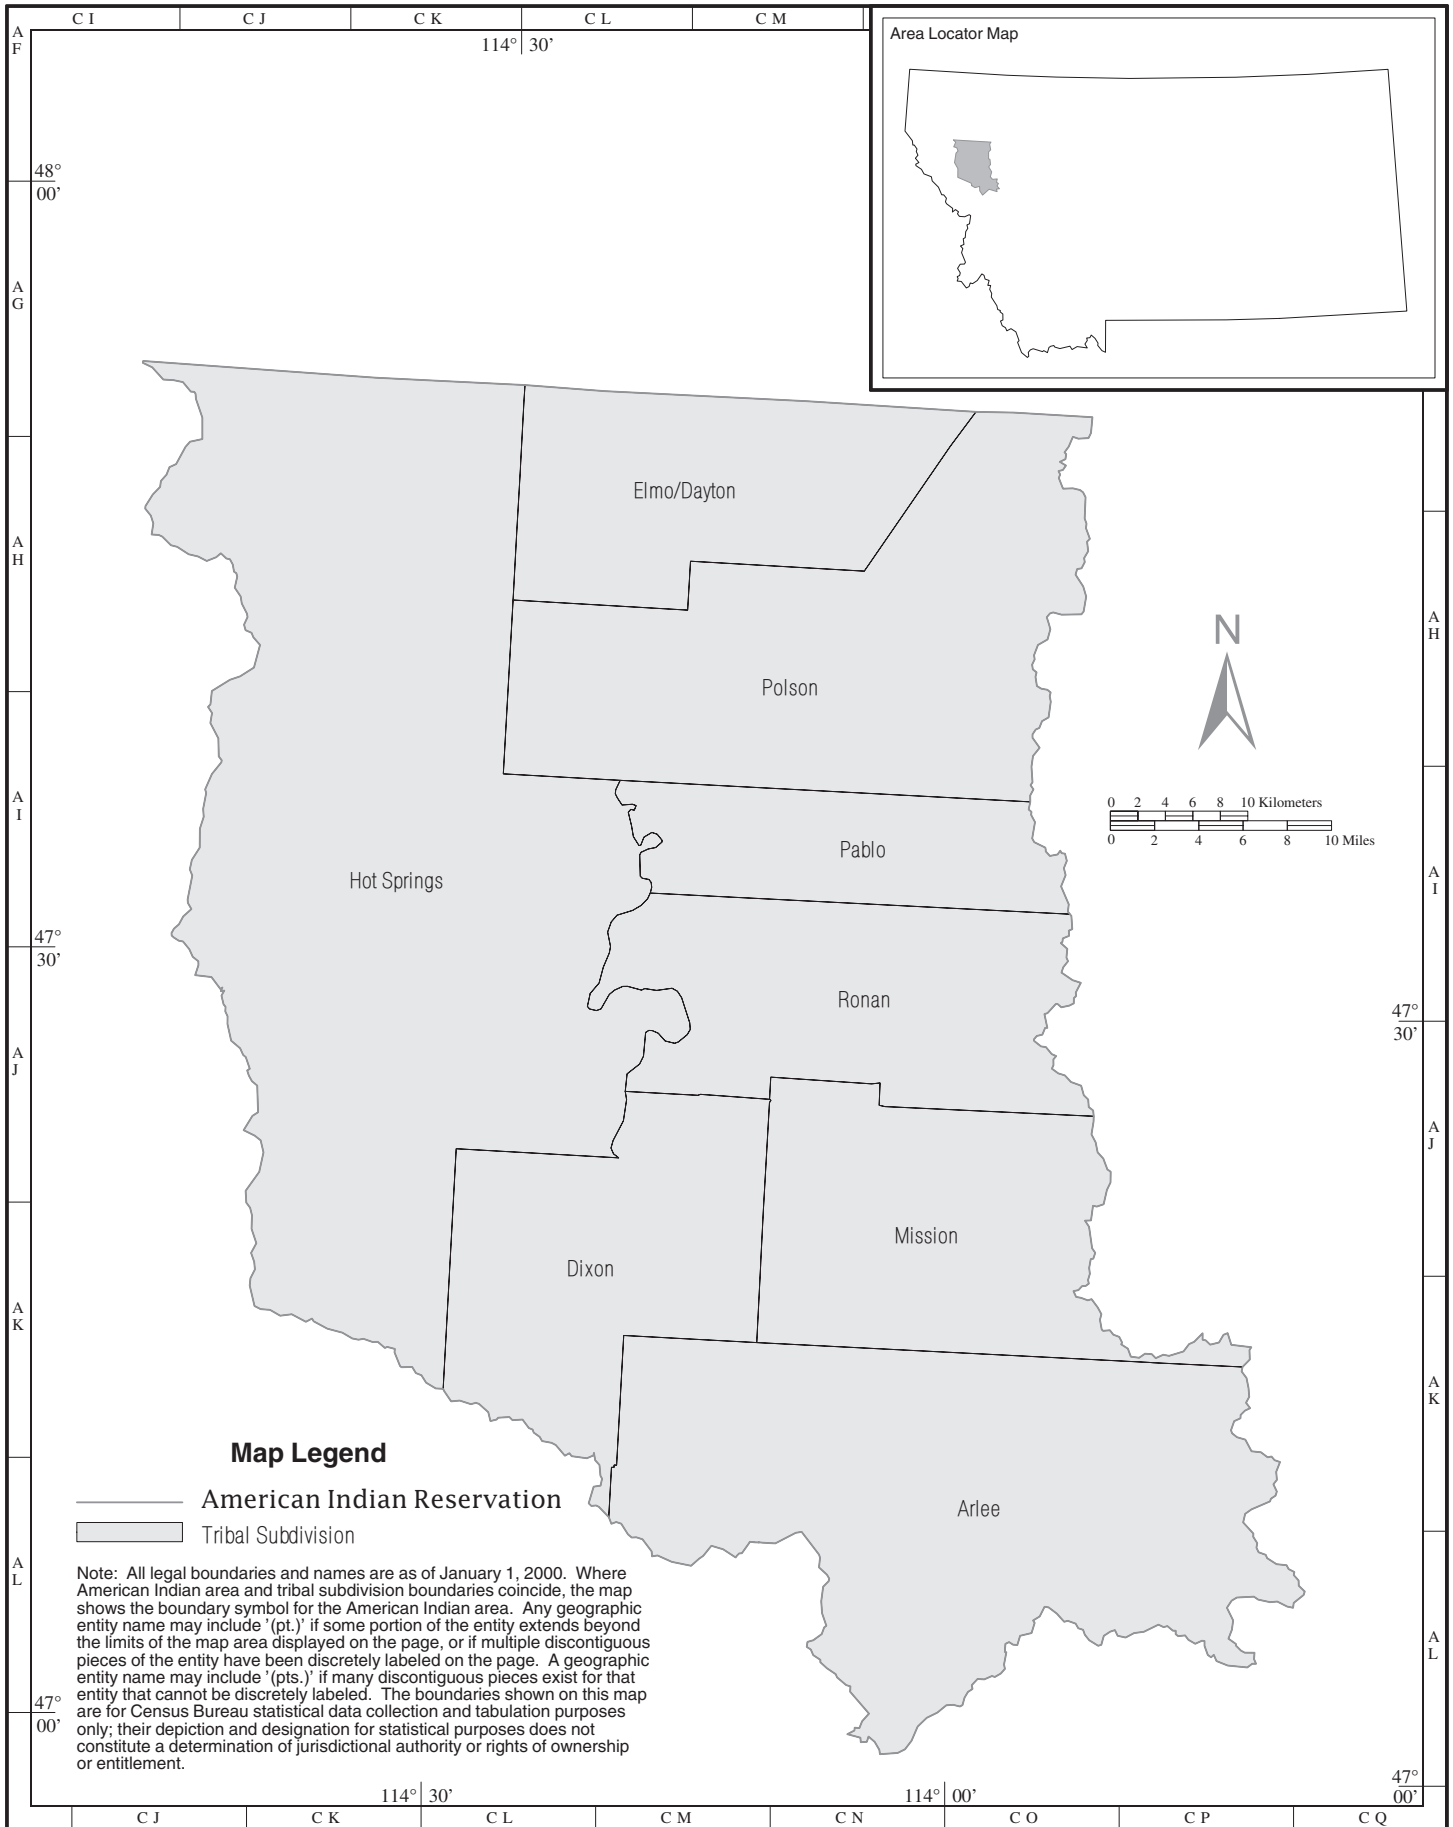 C I
C J
C K
C L
C M
A
F
114° 30’
Area Locator Map
48°
00’
A
G
Elmo/Dayton
A
H
A
H
N
Polson
0 2 4 6 8 10 Kilometers
0 2 4 6 8 10 Miles
A
I
Pablo
Hot Springs
A
I
47°
30’
Ronan
47°
30’
A
J
A
J
Mission
Dixon
A
K
A
K
Map Legend
American Indian Reservation
Tribal Subdivision
Arlee
A
L
Note: All legal boundaries and names are as of January 1, 2000. Where
American Indian area and tribal subdivision boundaries coincide, the map
shows the boundary symbol for the American Indian area. Any geographic
entity name may include '(pt.)' if some portion of the entity extends beyond
the limits of the map area displayed on the page, or if multiple discontiguous
pieces of the entity have been discretely labeled on the page. A geographic
entity name may include '(pts.)' if many discontiguous pieces exist for that
entity that cannot be discretely labeled. The boundaries shown on this map
are for Census Bureau statistical data collection and tabulation purposes
only; their depiction and designation for statistical purposes does not
constitute a determination of jurisdictional authority or rights of ownership
or entitlement.
A
L
47°
00’
47°
00’
114° 30’
114° 00’
C J
C K
C L
C M
C N
C O
C P
C Q